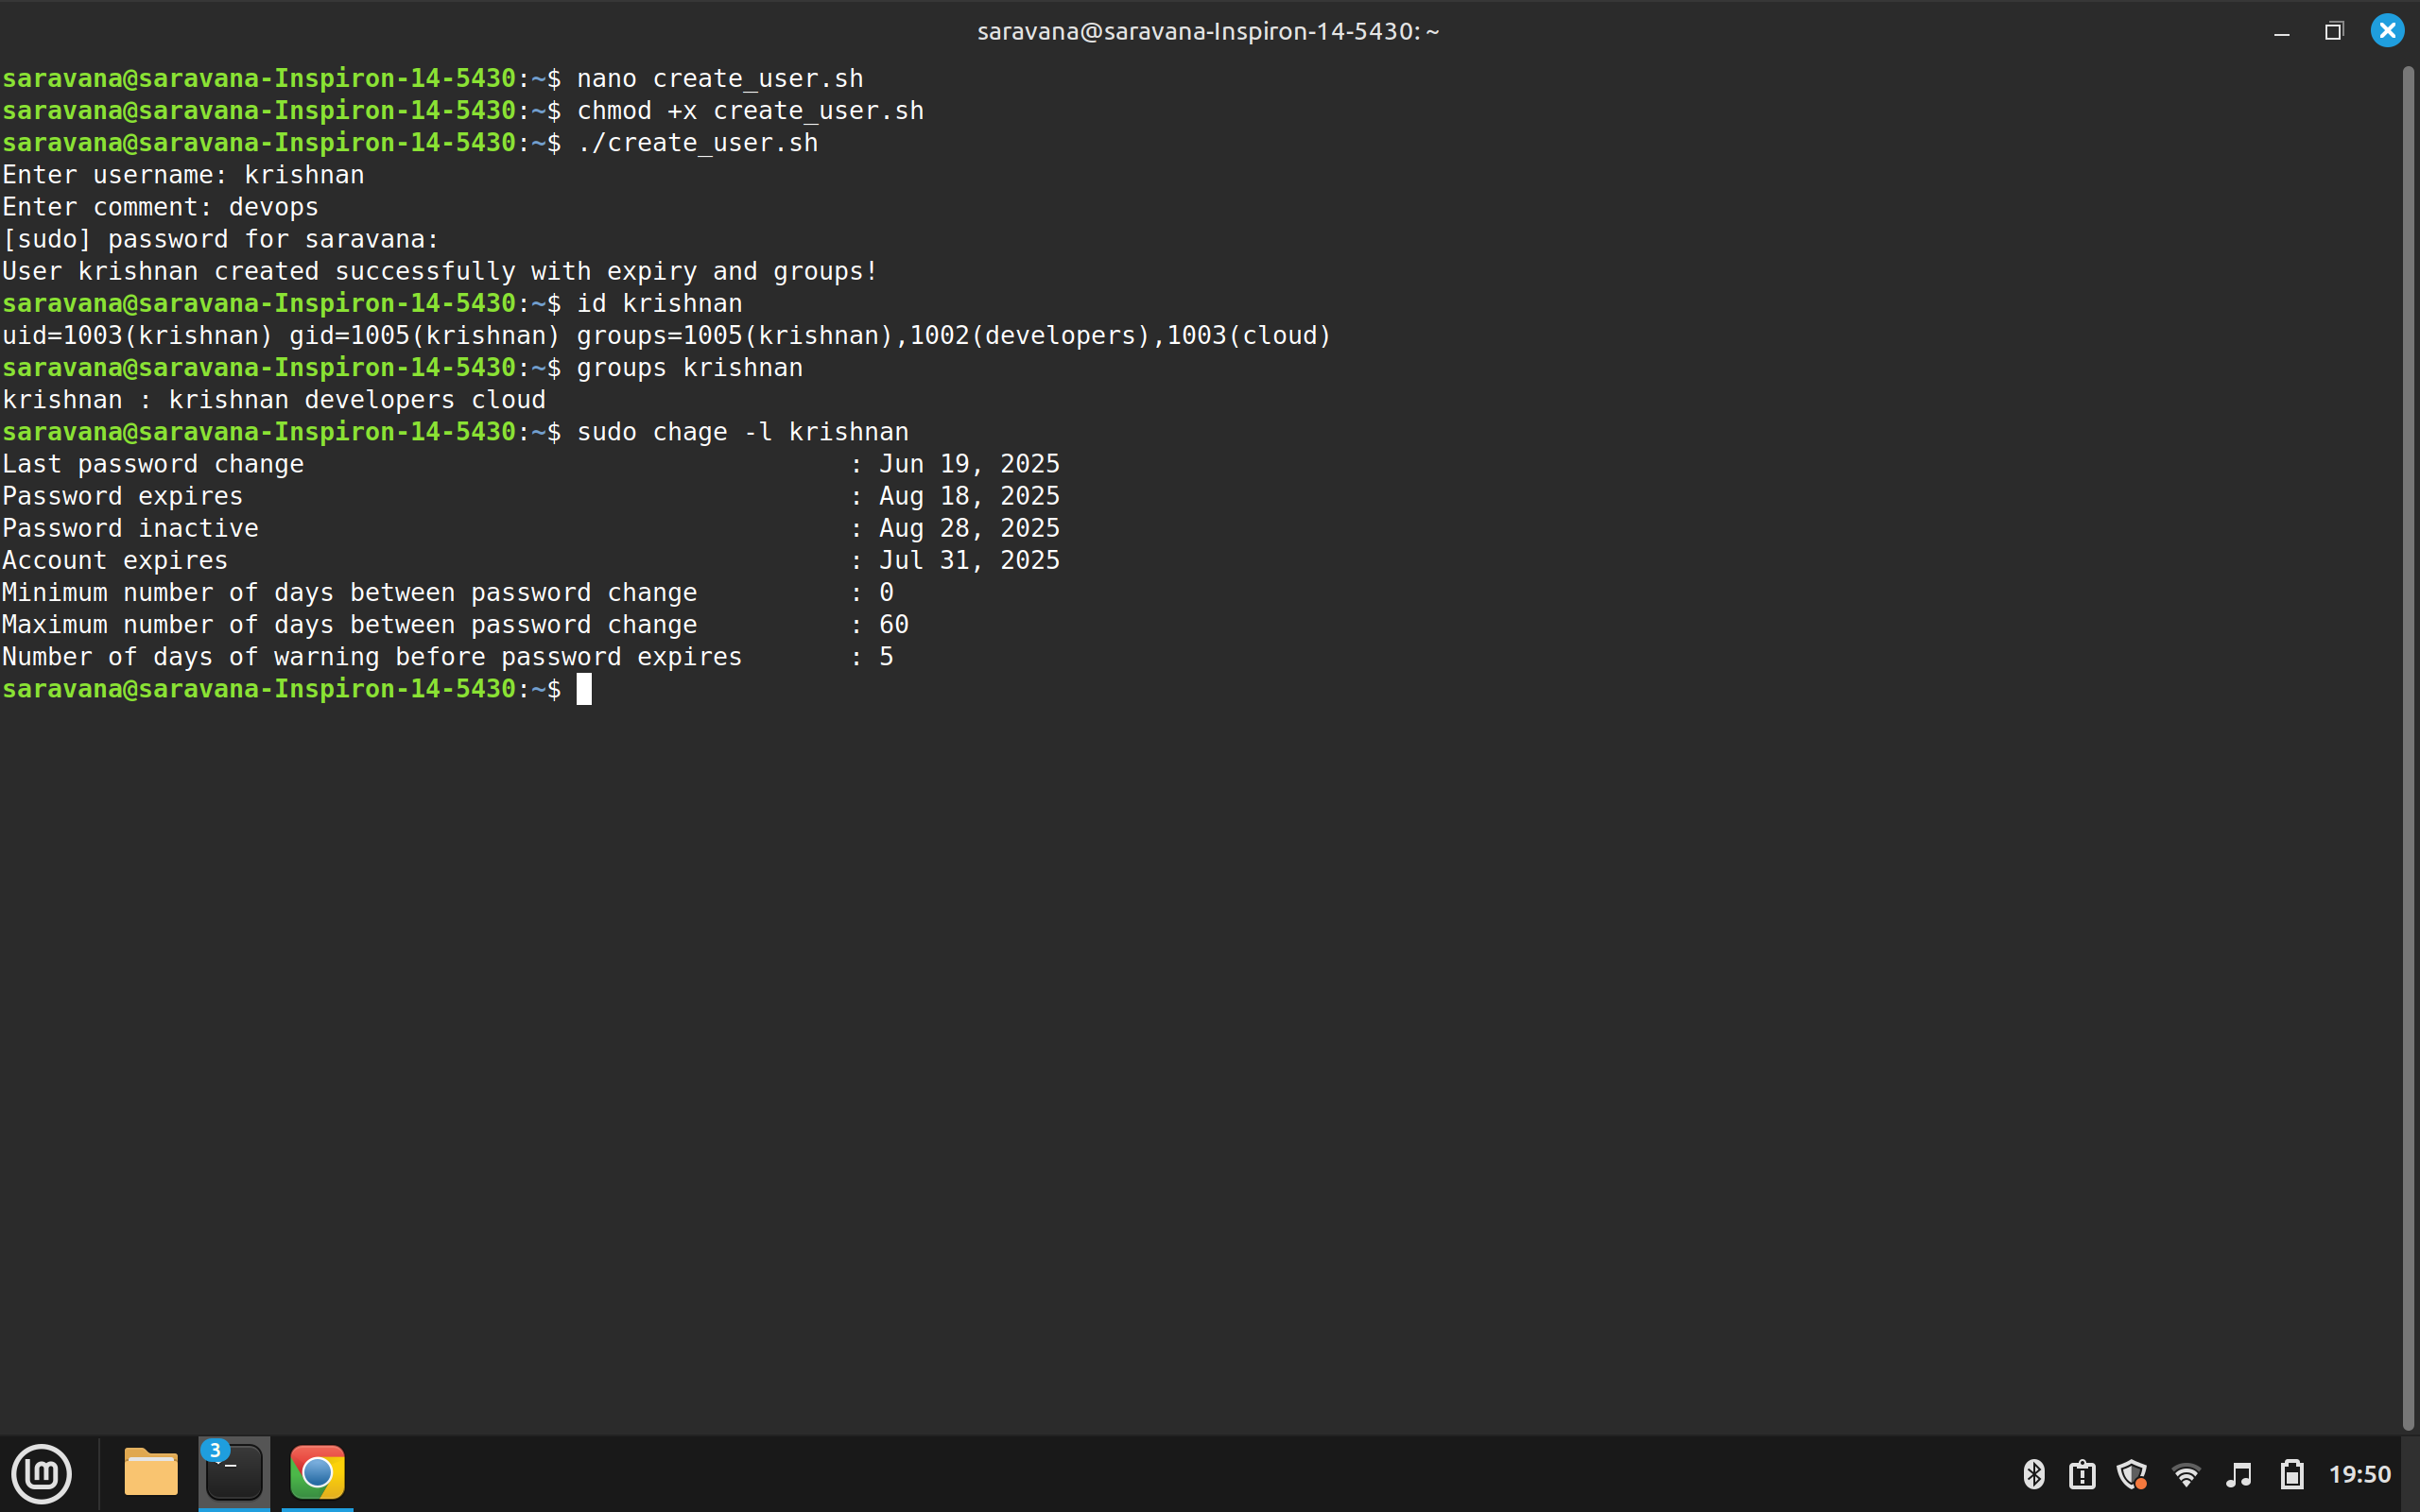 saravana@saravana-Inspiron-14-5430: ~
saravana@saravana-Inspiron-14-5430:~$ nano create_user.sh
saravana@saravana-Inspiron-14-5430:~$ chmod +x create_user.sh
saravana@saravana-Inspiron-14-5430:~$ ./create_user.sh
Enter username: krishnan
Enter comment: devops
[sudo] password for saravana:
User krishnan created successfully with expiry and groups!
saravana@saravana-Inspiron-14-5430:~$ id krishnan
uid=1003(krishnan) gid=1005(krishnan) groups=1005(krishnan),1002(developers),1003(cloud)
saravana@saravana-Inspiron-14-5430:~$ groups krishnan
krishnan : krishnan developers cloud
saravana@saravana-Inspiron-14-5430:~$ sudo chage -l krishnan
Last password change : Jun 19, 2025
Password expires : Aug 18, 2025
Password inactive : Aug 28, 2025
Account expires : Jul 31, 2025
Minimum number of days between password change : 0
Maximum number of days between password change : 60
Number of days of warning before password expires : 5
saravana@saravana-Inspiron-14-5430:~$
3
19:50